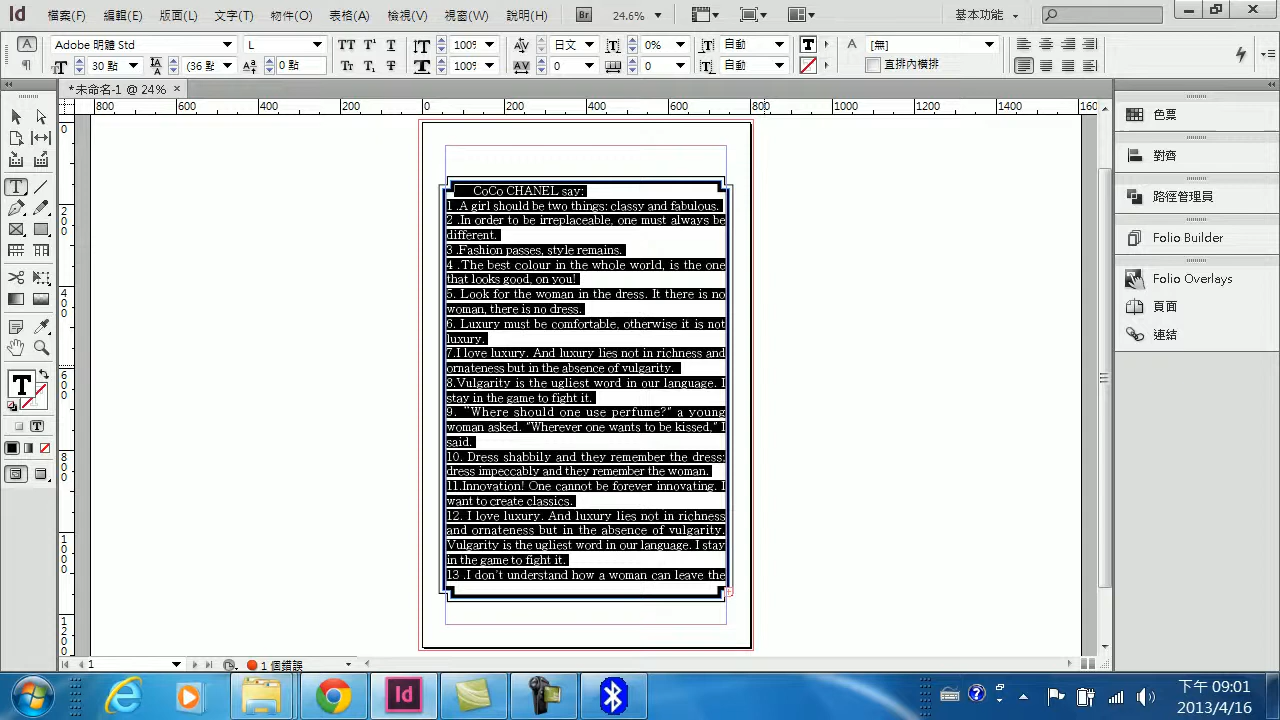 Id 檔案(F) 編輯(E) 版面(L) 文字(T) 物件(O) 表格(A) 檢視(V) 視窗(W) 說明(H) Br 24.6% 基本功能
A Adobe 明體 Std L 100% 日文 0% 自動 A [無]
30 點 (36 點 0 點 100% 0 0 自動 直排內橫排
*未命名-1 @ 24% ×
800 600 400 200 0 200 400 600 800 1000 1200 1400 1600
色票
對齊
路徑管理員
Folio Builder
Folio Overlays
頁面
連結
CoCo CHANEL say:
1 .A girl should be two things: classy and fabulous.
2 .In order to be irreplaceable, one must always be
different.
3 .Fashion passes, style remains.
4 .The best colour in the whole world, is the one
that looks good, on you!
5. Look for the woman in the dress. It there is no
woman, there is no dress.
6. Luxury must be comfortable, otherwise it is not
luxury.
7.I love luxury. And luxury lies not in richness and
ornateness but in the absence of vulgarity.
8.Vulgarity is the ugliest word in our language. I
stay in the game to fight it.
9. "Where should one use perfume?" a young
woman asked. "Wherever one wants to be kissed," I
said.
10. Dress shabbily and they remember the dress;
dress impeccably and they remember the woman.
11.Innovation! One cannot be forever innovating. I
want to create classics.
12. I love luxury. And luxury lies not in richness
and ornateness but in the absence of vulgarity.
Vulgarity is the ugliest word in our language. I stay
in the game to fight it.
13 .I don't understand how a woman can leave the
1 1 個錯誤
Id
下午 09:01
2013/4/16